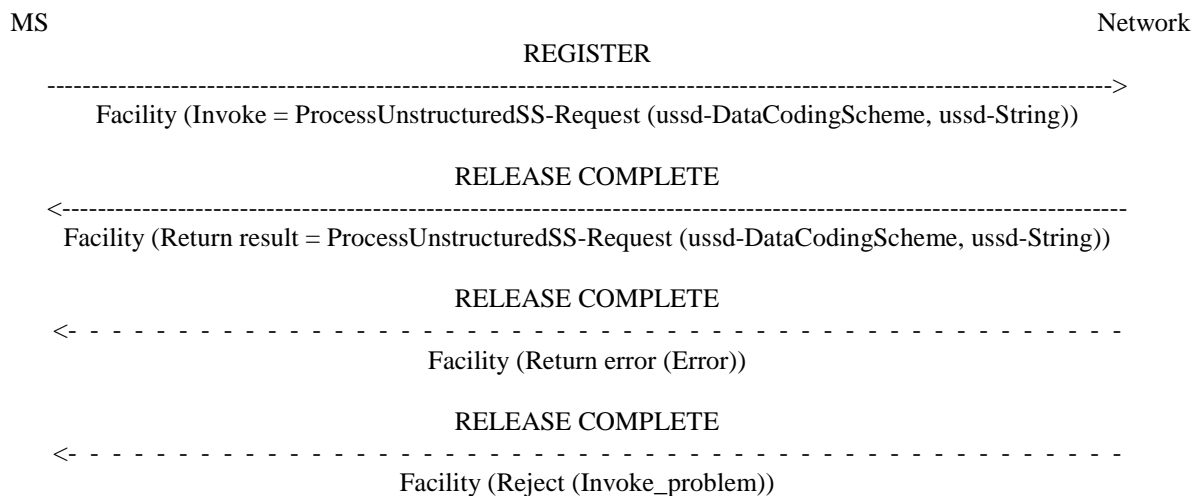 MS Network
REGISTER
Facility (Invoke = ProcessUnstructuredSS-Request (ussd-DataCodingScheme, ussd-String))
RELEASE COMPLETE
Facility (Return result = ProcessUnstructuredSS-Request (ussd-DataCodingScheme, ussd-String))
RELEASE COMPLETE
Facility (Return error (Error))
RELEASE COMPLETE
Facility (Reject (Invoke_problem))